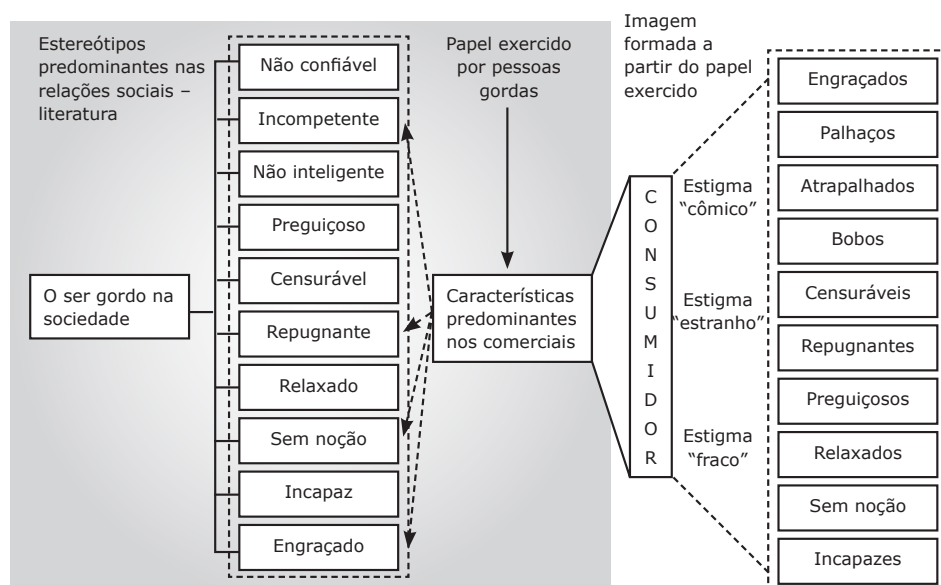 Estereótipos
predominantes nas
relações sociais –
literatura
O ser gordo na
sociedade
Não confiável
Incompetente
Não inteligente
Preguiçoso
Censurável
Repugnante
Relaxado
Sem noção
Incapaz
Engraçado
Papel exercido
por pessoas
gordas
Características
predominantes
nos comerciais
CONSUMIDOR
Imagem
formada a
partir do papel
exercido
Estigma
“cômico”
Estigma
“estranho”
Estigma
“fraco”
Engraçados
Palhaços
Atrapalhados
Bobos
Censuráveis
Repugnantes
Preguiçosos
Relaxados
Sem noção
Incapazes